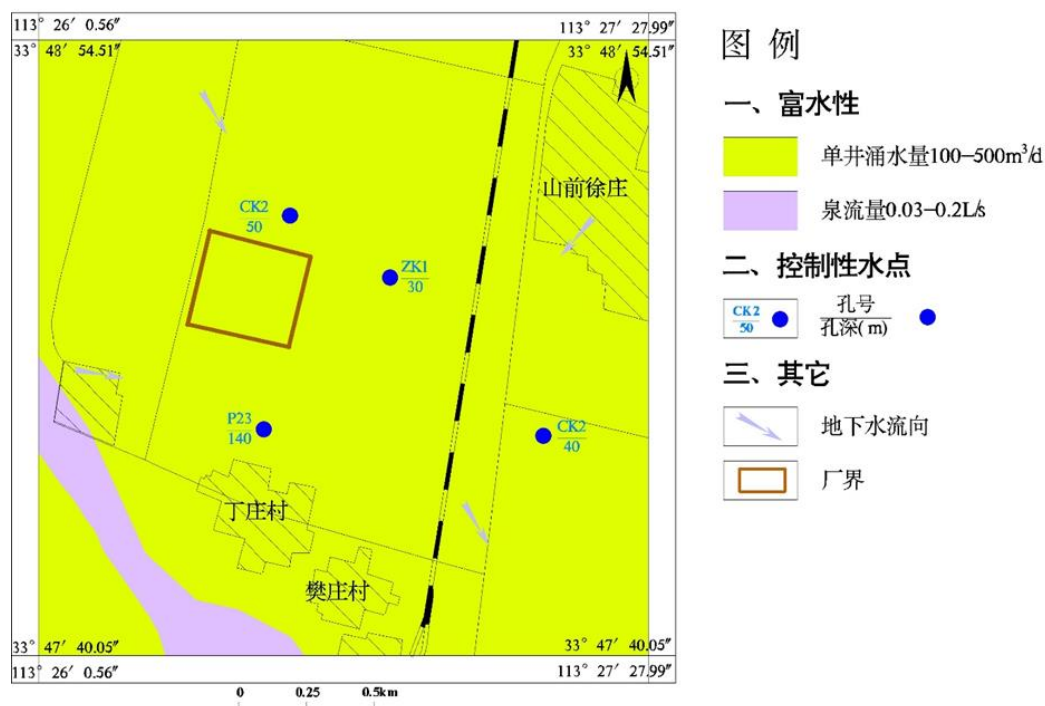 113° 26′ 0.56″
113° 27′ 27.99″
33° 48′ 54.51″
33° 48′ 54.51″
山前徐庄
CK2
50
ZK1
30
P23
140
CK2
40
丁庄村
樊庄村
33° 47′ 40.05″
33° 47′ 40.05″
113° 26′ 0.56″
113° 27′ 27.99″
0 0.25 0.5km
图 例
一、富水性
单井涌水量100-500m³/d
泉流量0.03-0.2L/s
二、控制性水点
CK2
50
孔号
孔深(m)
三、其它
地下水流向
厂界